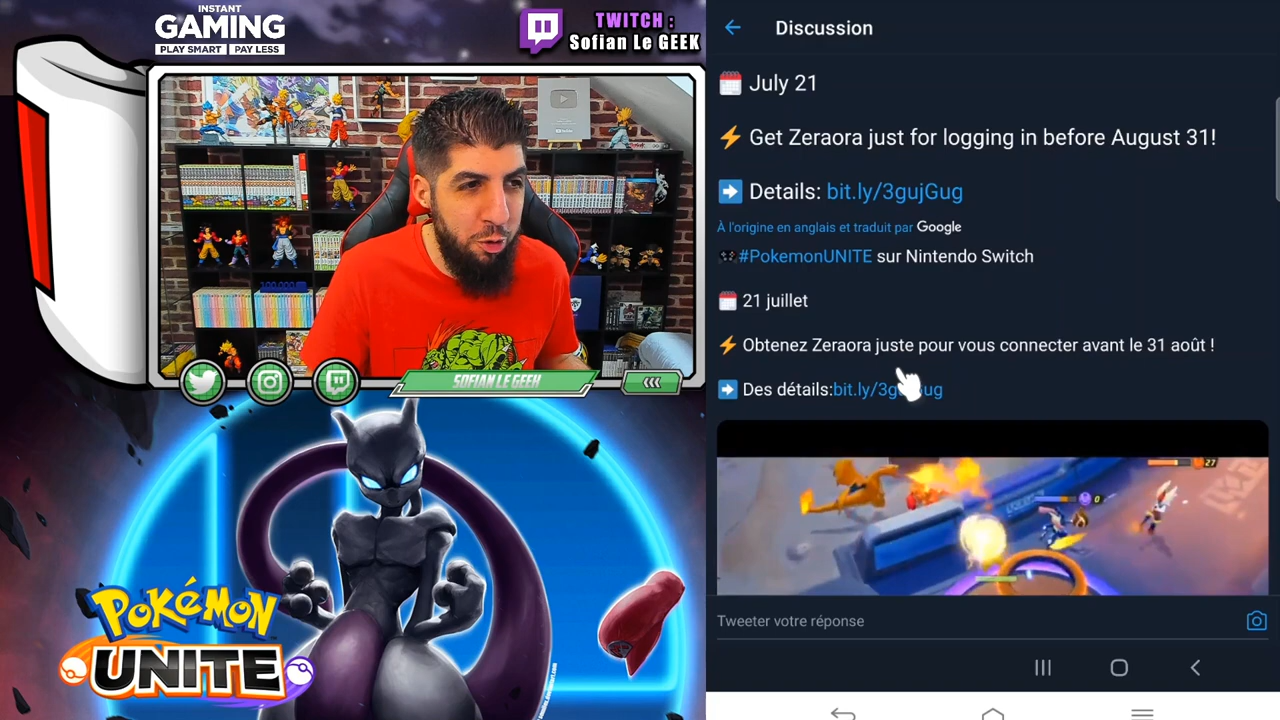 INSTANT
GAMING
PLAY SMART | PAY LESS
TWITCH :
Sofian Le GEEK
SOFIAN LE GEEK
POKÉMON
UNITE
Discussion
July 21
Get Zeraora just for logging in before August 31!
Details: bit.ly/3gujGug
À l'origine en anglais et traduit par Google
#PokemonUNITE sur Nintendo Switch
21 juillet
Obtenez Zeraora juste pour vous connecter avant le 31 août !
Des détails:bit.ly/3g ug
27
0
Tweeter votre réponse